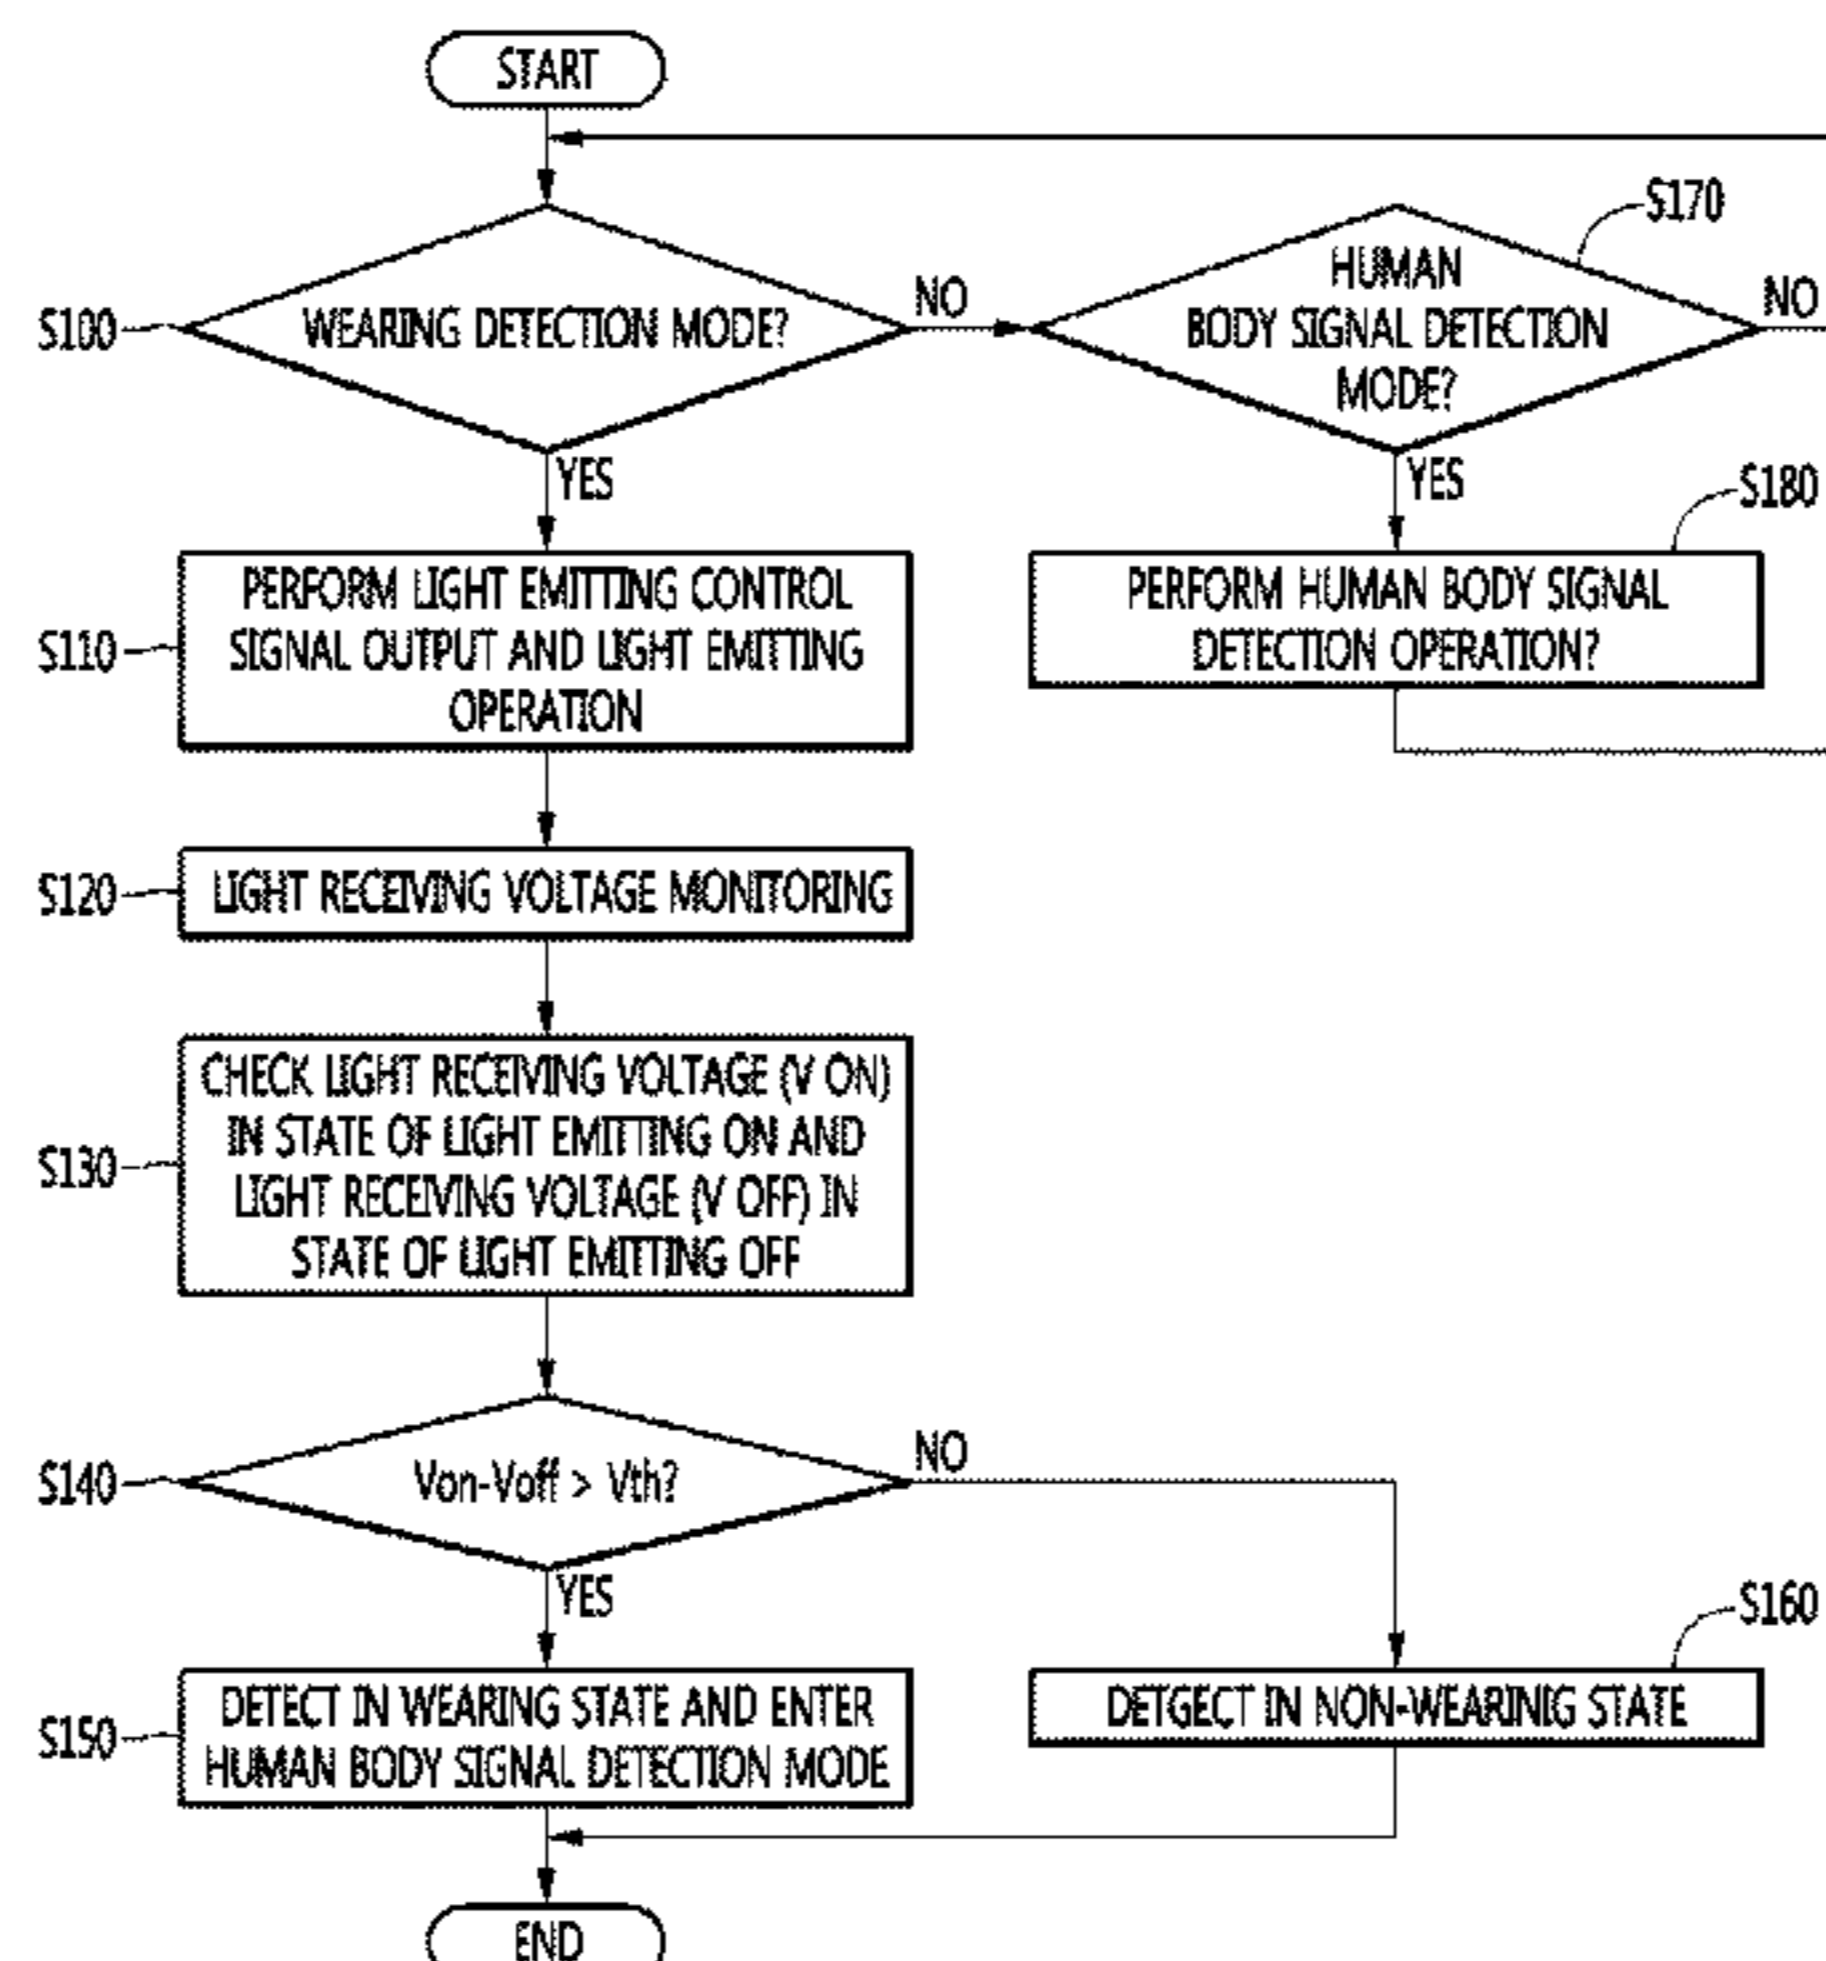 START
S100
WEARING DETECTION MODE?
NO
YES
S170
HUMAN
BODY SIGNAL DETECTION
MODE?
NO
YES
S110
PERFORM LIGHT EMITTING CONTROL
SIGNAL OUTPUT AND LIGHT EMITTING
OPERATION
S180
PERFORM HUMAN BODY SIGNAL
DETECTION OPERATION?
S120
LIGHT RECEIVING VOLTAGE MONITORING
S130
CHECK LIGHT RECEIVING VOLTAGE (V ON)
IN STATE OF LIGHT EMITTING ON AND
LIGHT RECEIVING VOLTAGE (V OFF) IN
STATE OF LIGHT EMITTING OFF
S140
Von-Voff > Vth?
NO
YES
S150
DETECT IN WEARING STATE AND ENTER
HUMAN BODY SIGNAL DETECTION MODE
S160
DETGECT IN NON-WEARINIG STATE
END